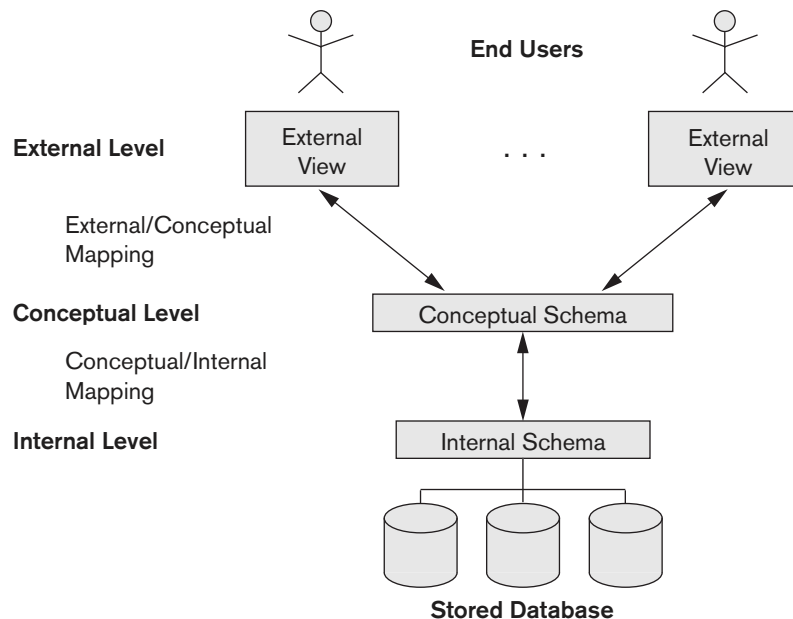 End Users
External Level
External
View
. . .
External
View
External/Conceptual
Mapping
Conceptual Level
Conceptual Schema
Conceptual/Internal
Mapping
Internal Level
Internal Schema
Stored Database